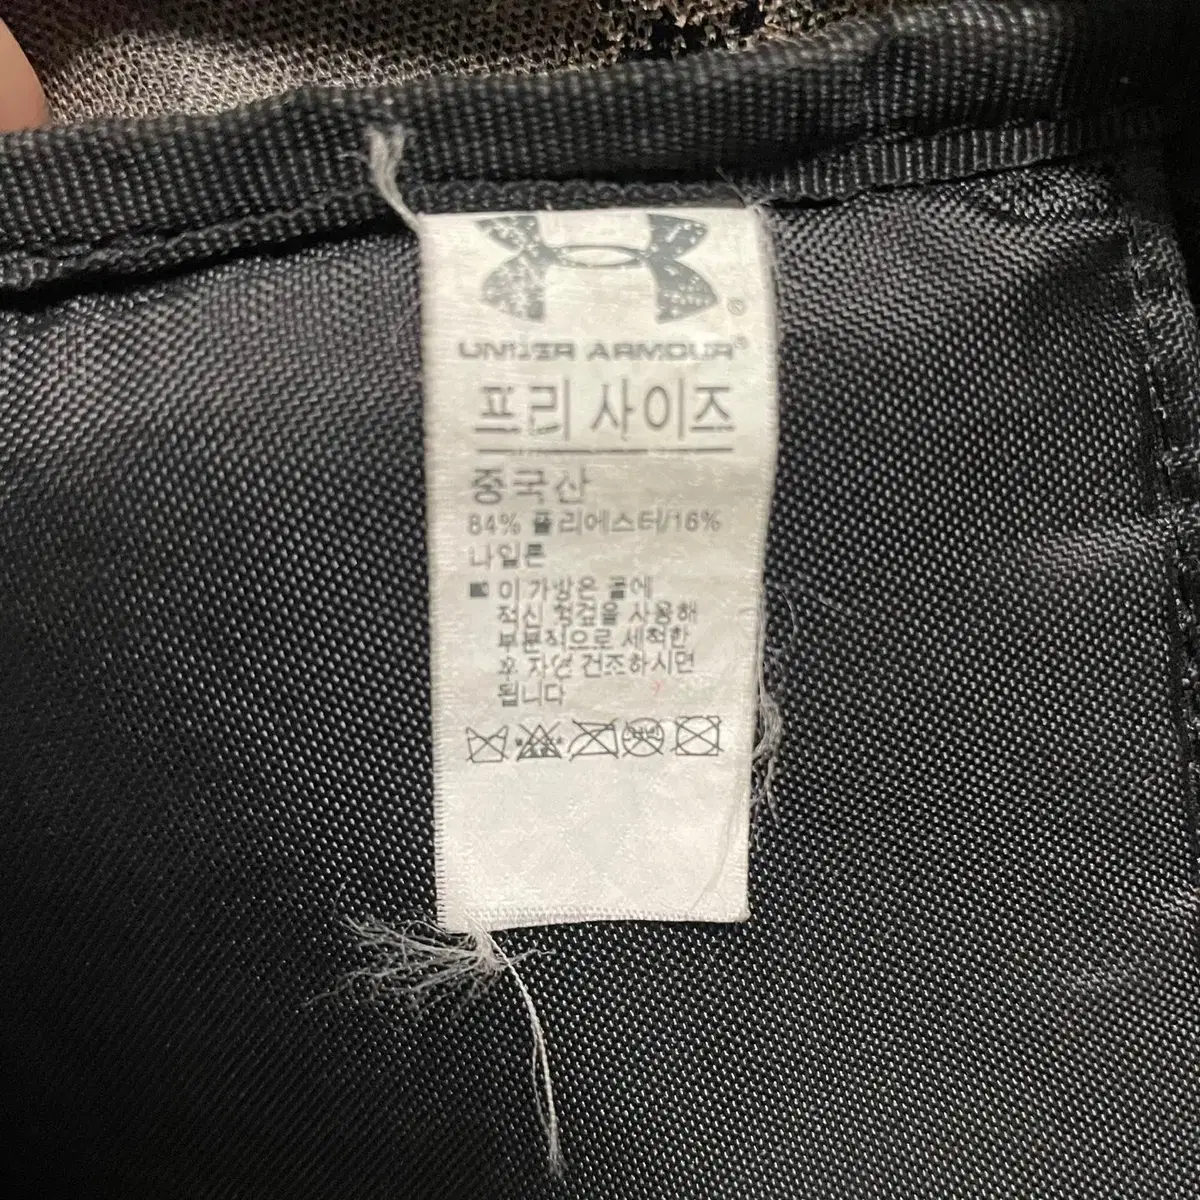 UNDER ARMOUR
프리 사이즈
중국산
84% 폴리에스터/16%
나일론
이 가방은 물에
적신 헝겊을 사용해
부분적으로 세척한
후 자연 건조하시면
됩니다